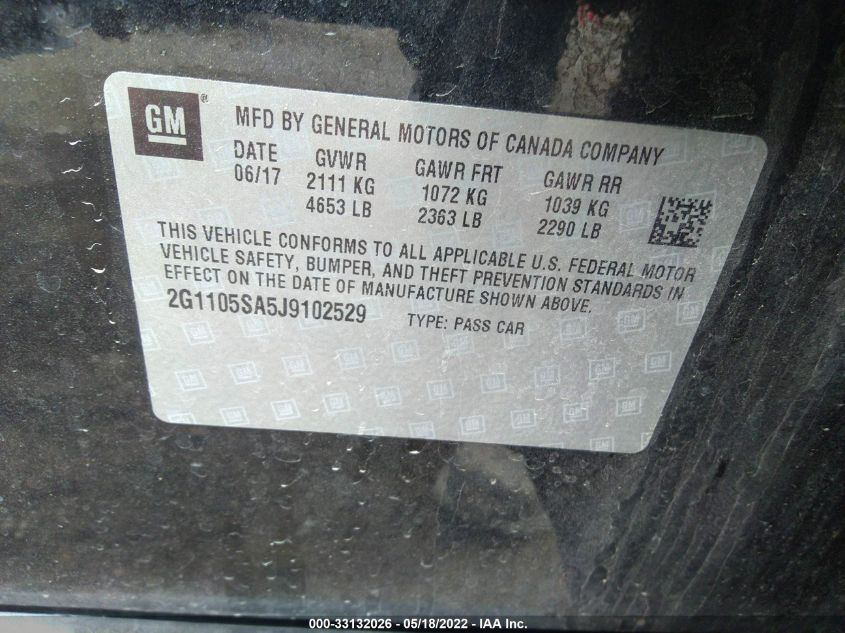 GM ®
MFD BY GENERAL MOTORS OF CANADA COMPANY
DATE GVWR GAWR FRT GAWR RR
06/17 2111 KG 1072 KG 1039 KG
4653 LB 2363 LB 2290 LB
THIS VEHICLE CONFORMS TO ALL APPLICABLE U.S. FEDERAL MOTOR
VEHICLE SAFETY, BUMPER, AND THEFT PREVENTION STANDARDS IN
EFFECT ON THE DATE OF MANUFACTURE SHOWN ABOVE.
2G1105SA5J9102529 TYPE: PASS CAR
000-33132026 - 05/18/2022 - IAA Inc.